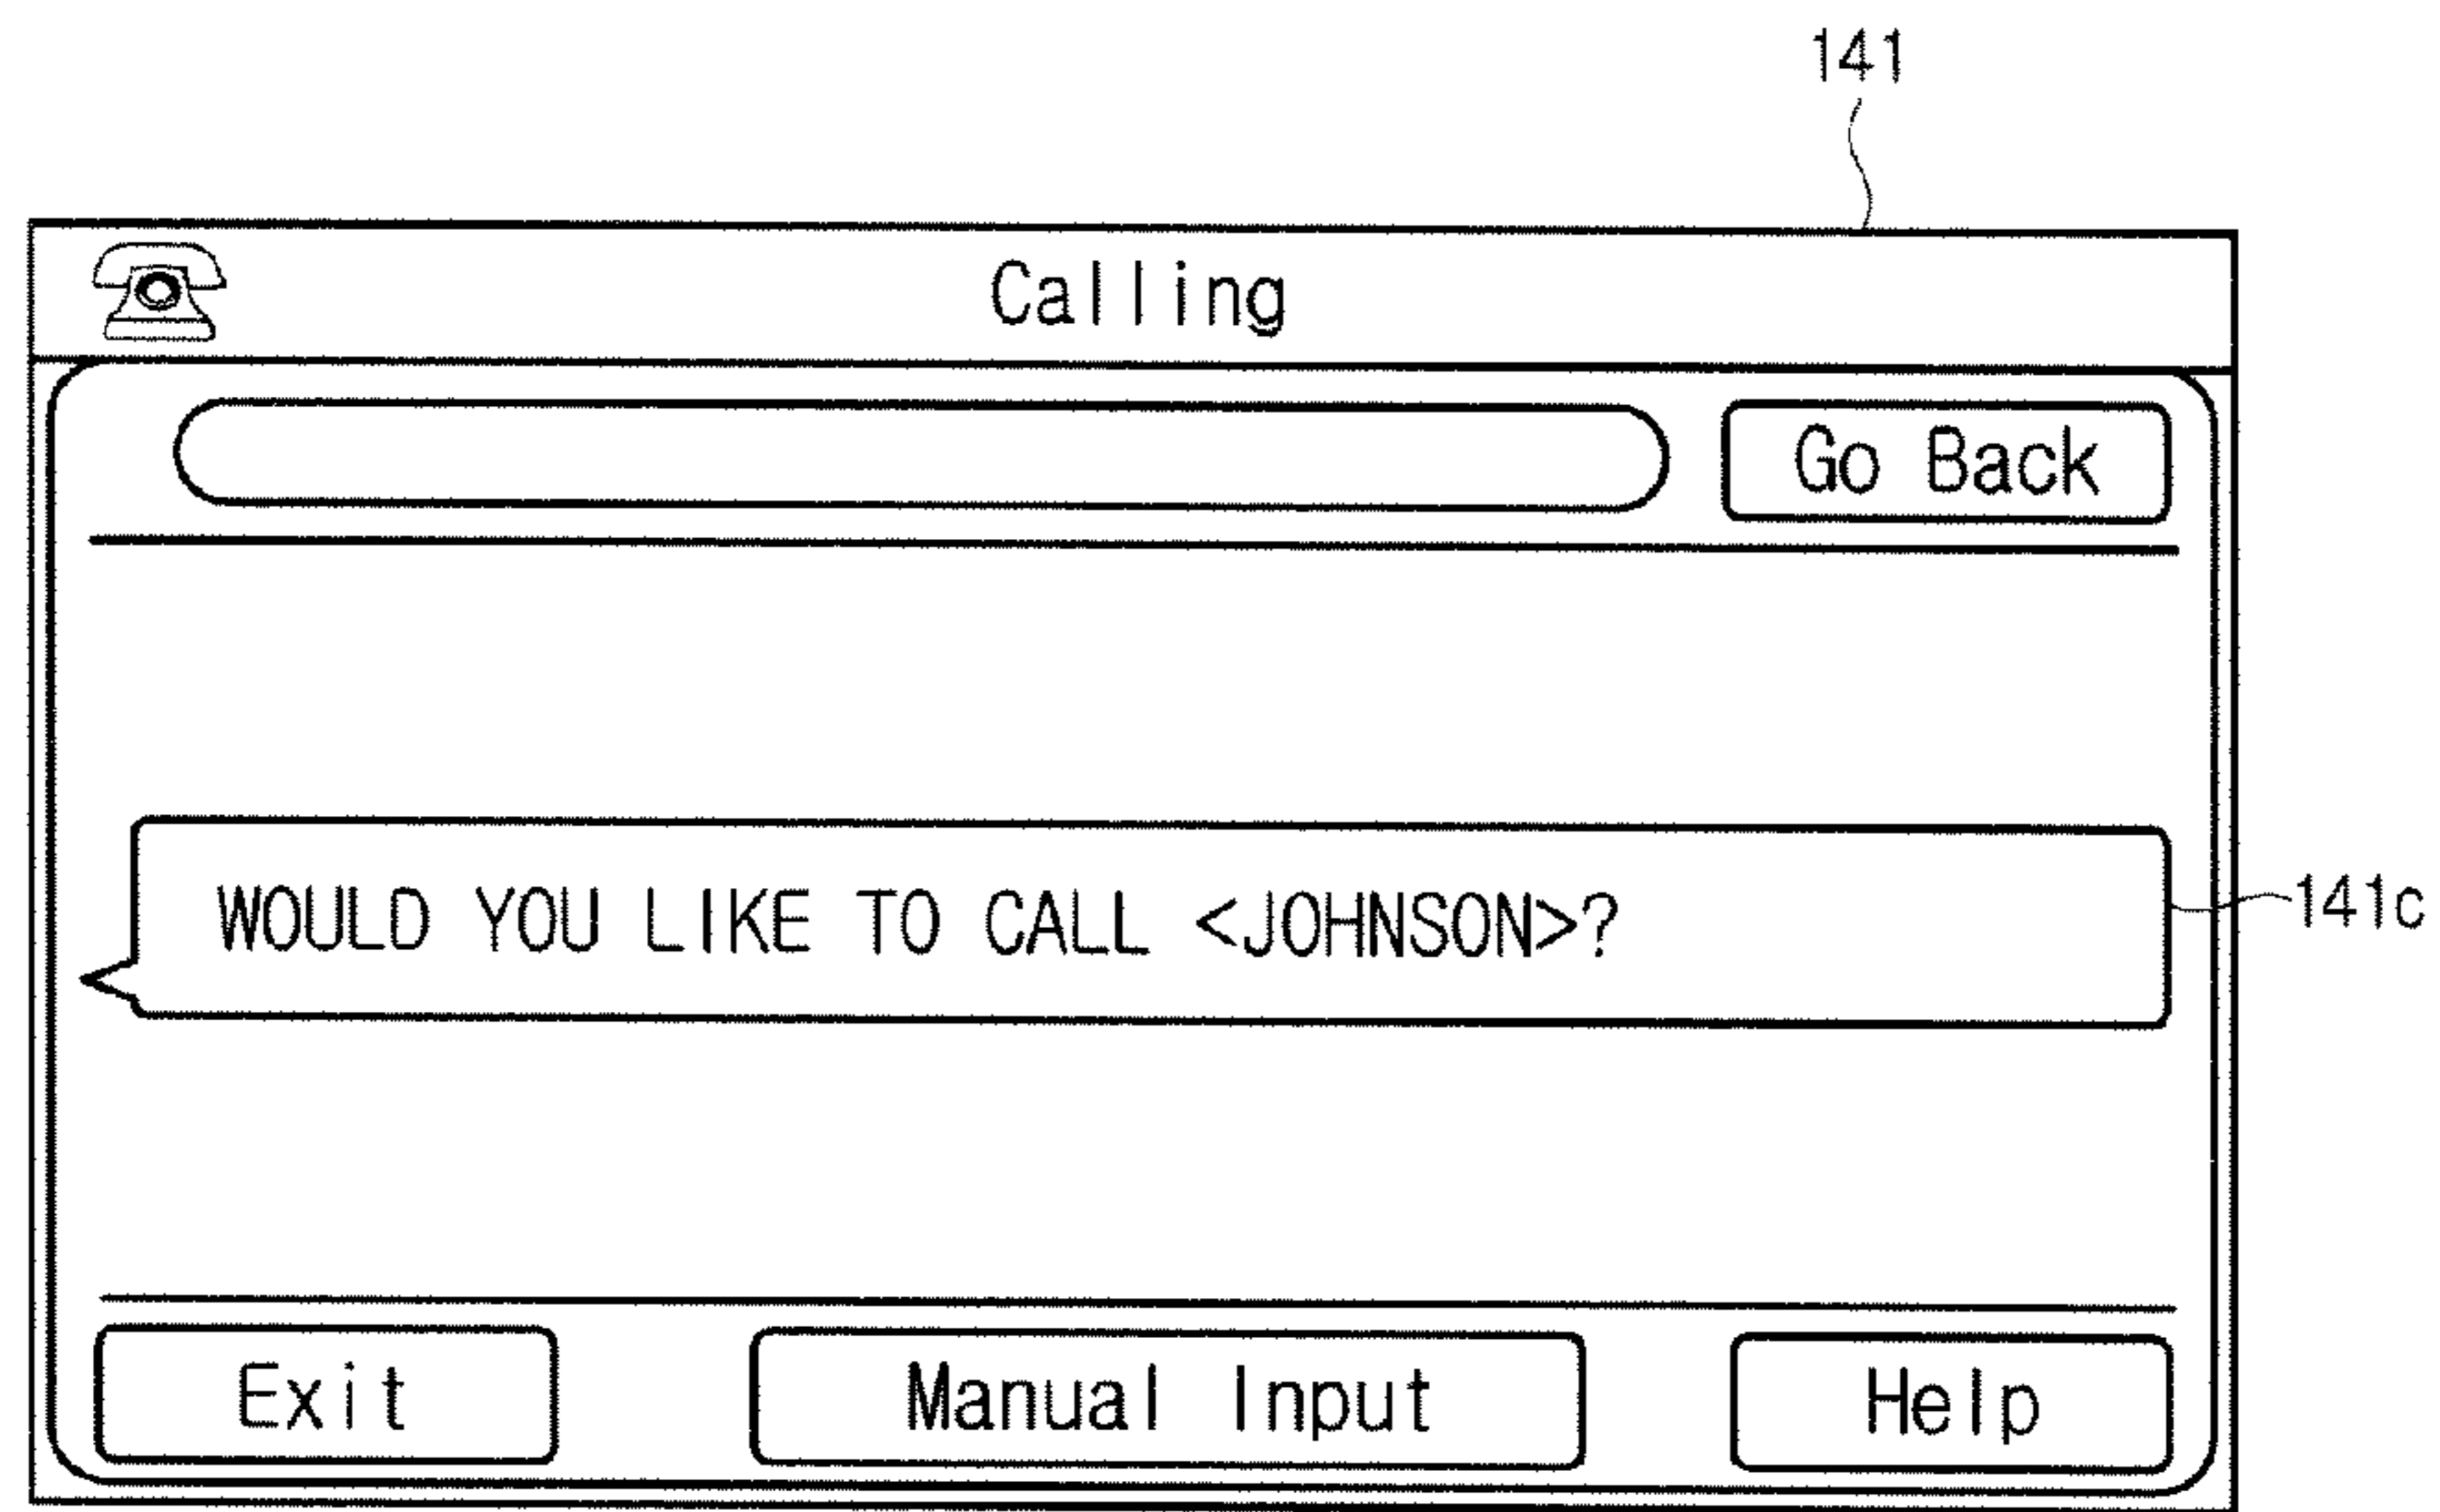 141
Calling
Go Back
WOULD YOU LIKE TO CALL <JOHNSON>?
141c
Exit
Manual Input
Help